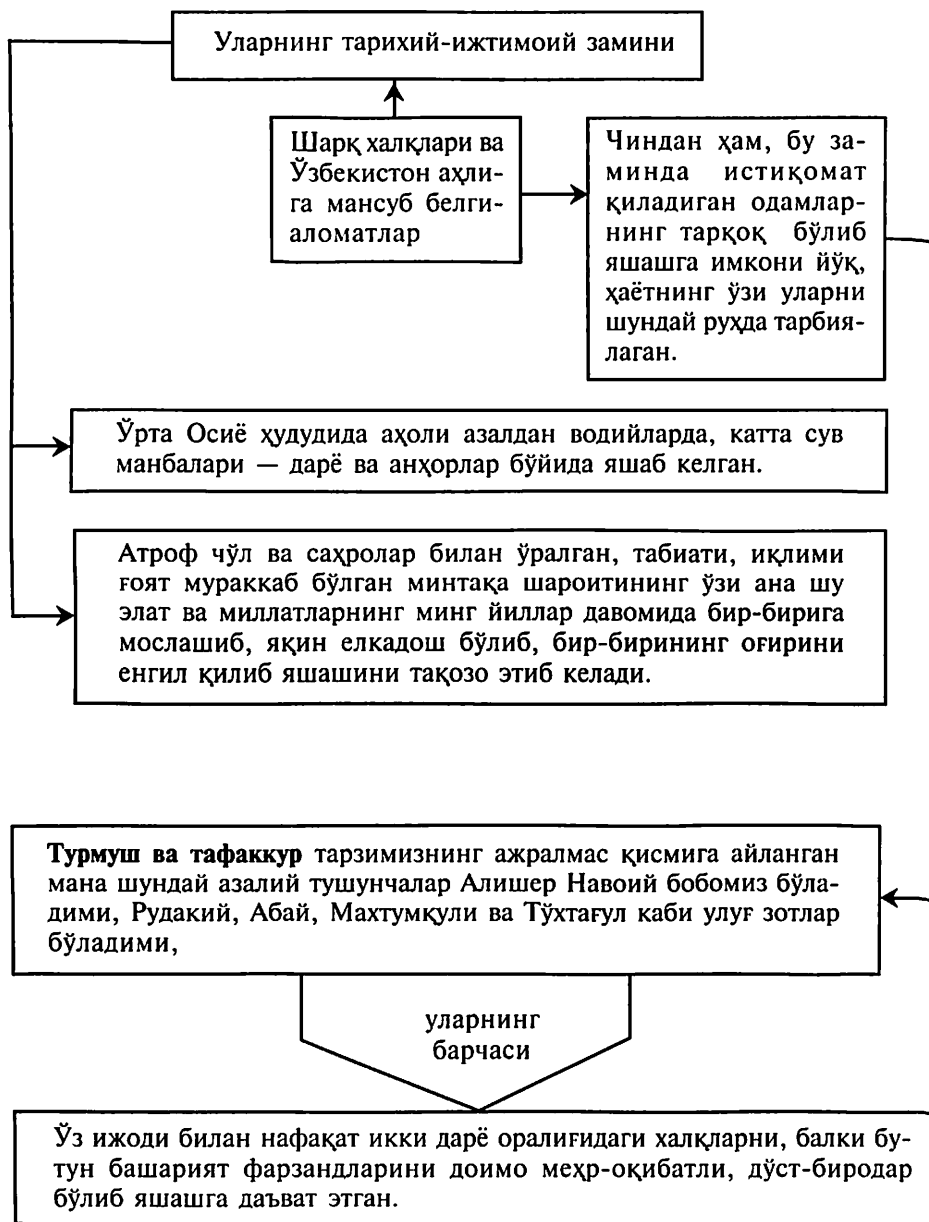 Уларнинг тарихий-ижтимоий замини
Шарқ халқлари ва
Ўзбекистон аҳли-
га мансуб белги-
аломатлар
Чиндан ҳам, бу за-
минда истиқомат
қиладиган одамлар-
нинг тарқоқ бўлиб
яшашга имкони йўқ,
ҳаётнинг ўзи уларни
шундай руҳда тарбия-
лаган.
Ўрта Осиё ҳудудида аҳоли азалдан водийларда, катта сув
манбалари — дарё ва анҳорлар бўйида яшаб келган.
Атроф чўл ва саҳролар билан ўралган, табиати, иқлими
ғоят мураккаб бўлган минтақа шароитининг ўзи ана шу
элат ва миллатларнинг минг йиллар давомида бир-бирига
мослашиб, яқин елкадош бўлиб, бир-бирининг оғирини
енгил қилиб яшашини тақозо этиб келади.
Турмуш ва тафаккур тарзимизнинг ажралмас қисмига айланган
мана шундай азалий тушунчалар Алишер Навоий бобомиз бўла-
дими, Рудакий, Абай, Махтумқули ва Тўхтағул каби улуғ зотлар
бўладими,
уларнинг
барчаси
Ўз ижоди билан нафақат икки дарё оралиғидаги халқларни, балки бу-
тун башарият фарзандларини доимо меҳр-оқибатли, дўст-биродар
бўлиб яшашга даъват этган.